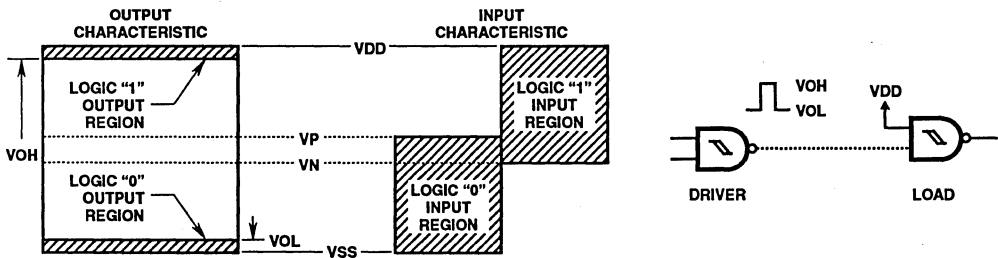 OUTPUT
CHARACTERISTIC
INPUT
CHARACTERISTIC
VDD
LOGIC “1”
OUTPUT
REGION
LOGIC “1”
INPUT
REGION
VOH
VP
VN
LOGIC “0”
OUTPUT
REGION
LOGIC “0”
INPUT
REGION
VOL
VSS
VOH
VOL
VDD
DRIVER
LOAD